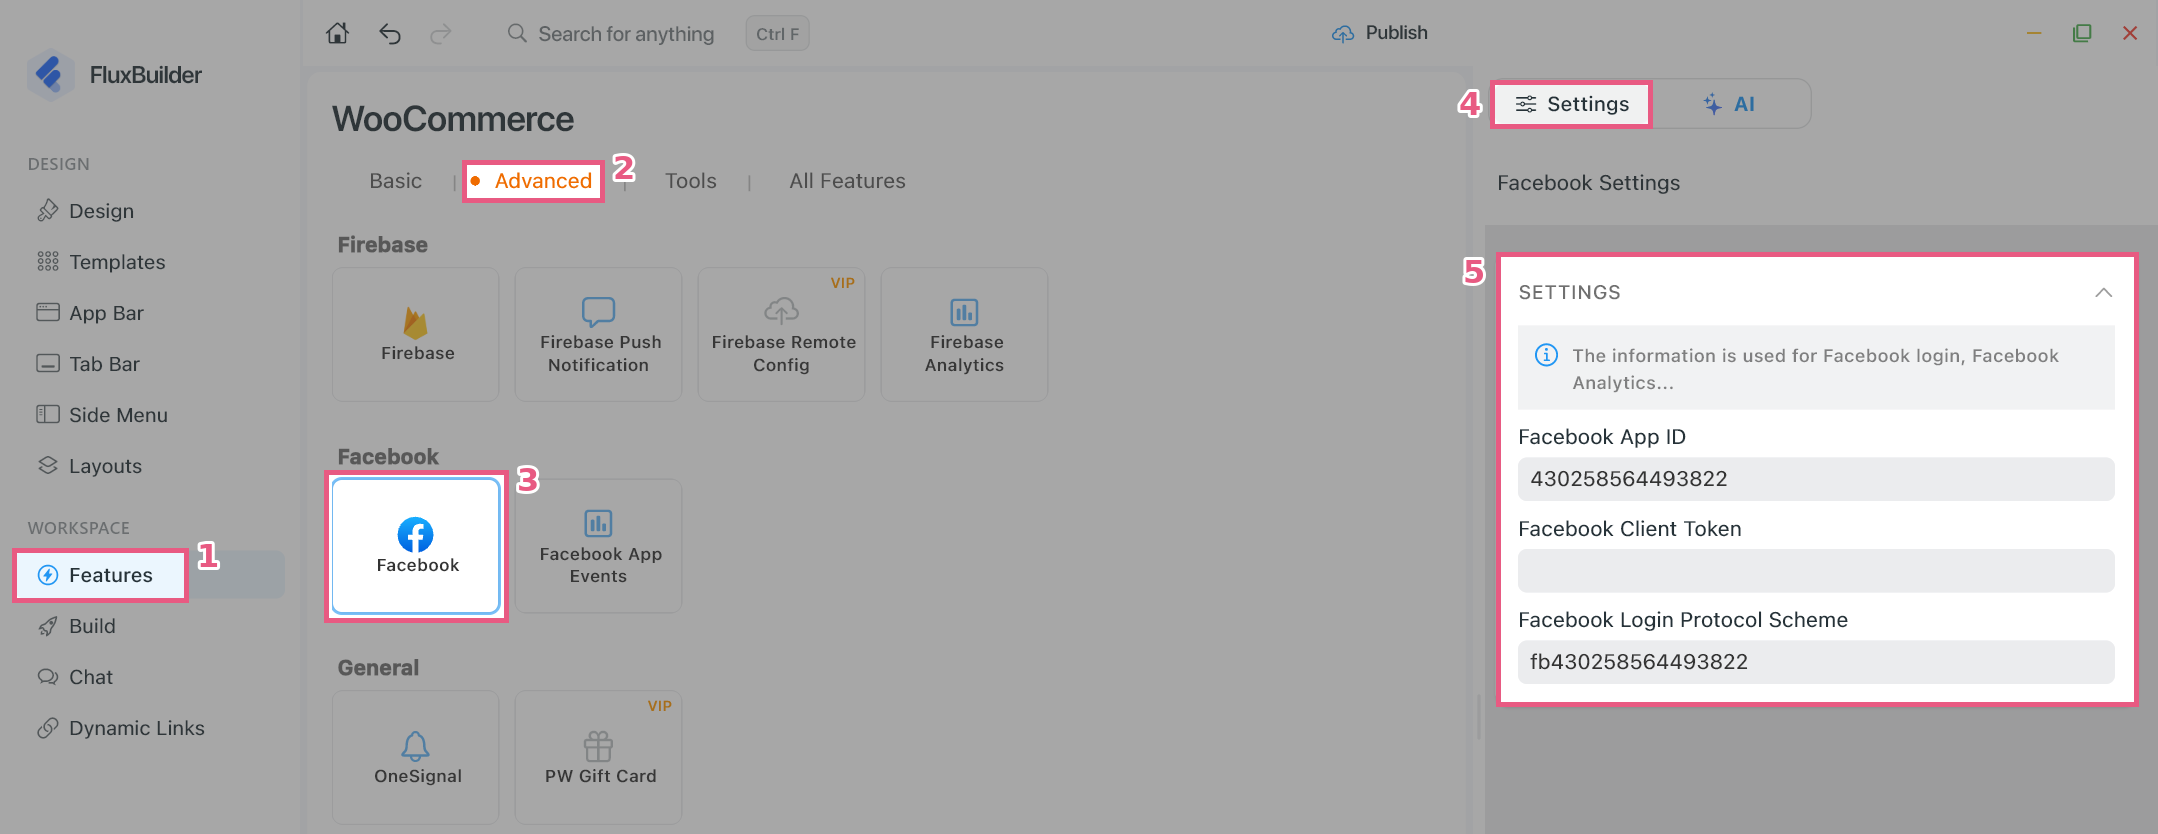 FluxBuilder
Search for anything
Ctrl F
Publish
DESIGN
Design
Templates
App Bar
Tab Bar
Side Menu
Layouts
WORKSPACE
Features
1
Build
Chat
Dynamic Links
WooCommerce
Basic | Advanced | Tools | All Features
2
Firebase
Firebase
Firebase Push
Notification
VIP
Firebase Remote
Config
Firebase
Analytics
Facebook
Facebook
3
Facebook App
Events
General
OneSignal
VIP
PW Gift Card
4
Settings
AI
Facebook Settings
5
SETTINGS
The information is used for Facebook login, Facebook
Analytics...
Facebook App ID
430258564493822
Facebook Client Token
Facebook Login Protocol Scheme
fb430258564493822